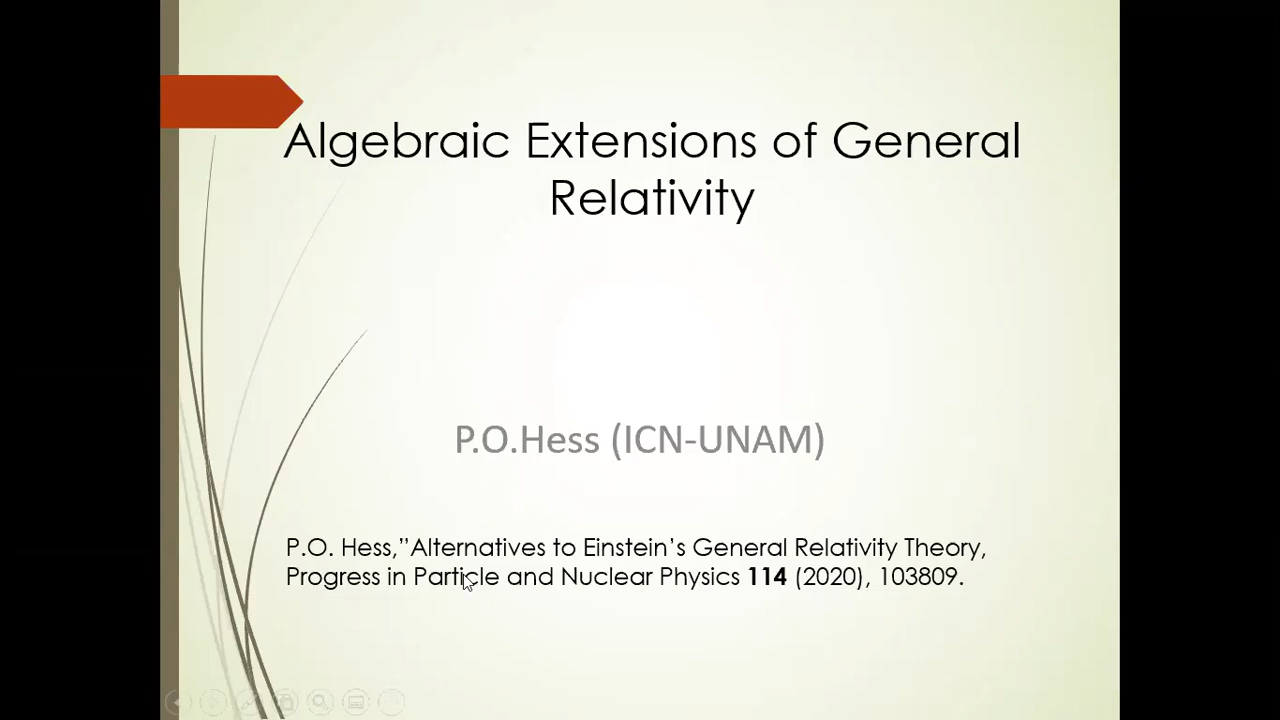 Algebraic Extensions of General
Relativity
P.O.Hess (ICN-UNAM)
P.O. Hess,”Alternatives to Einstein’s General Relativity Theory,
Progress in Particle and Nuclear Physics 114 (2020), 103809.